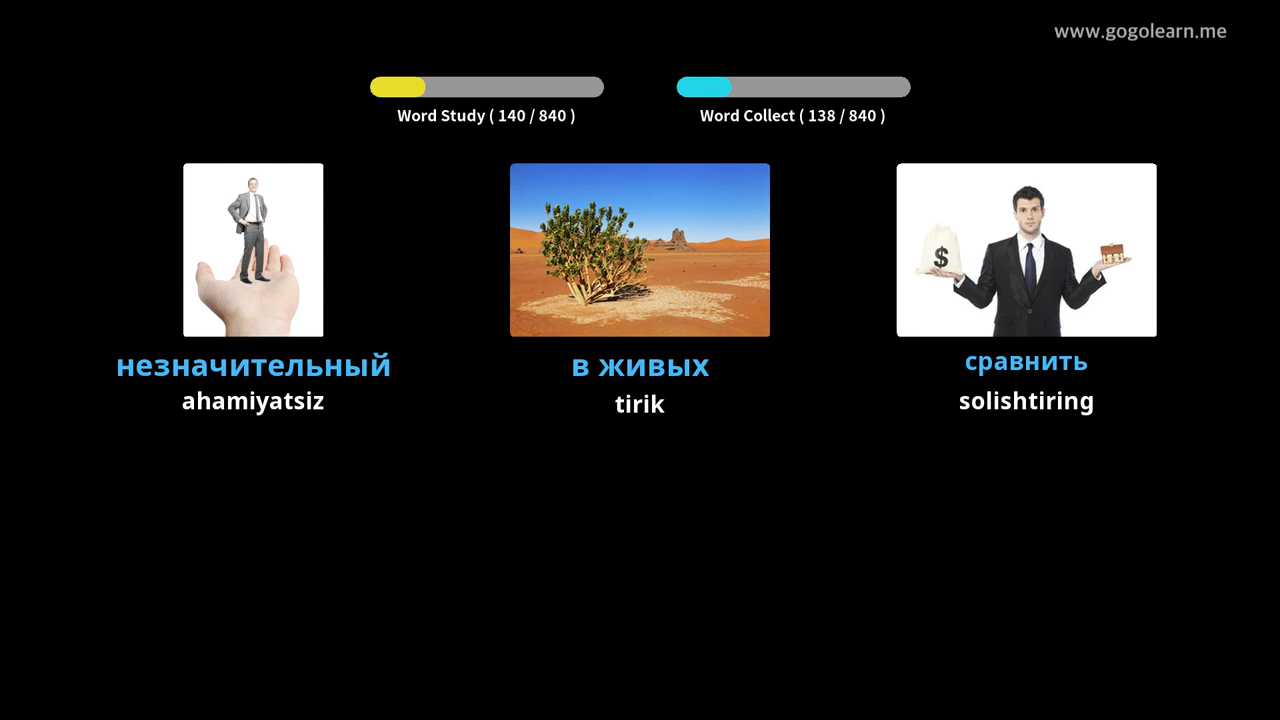 www.gogolearn.me
Word Study ( 140 / 840 )
Word Collect ( 138 / 840 )
незначительный
ahamiyatsiz
в живых
tirik
сравнить
solishtiring